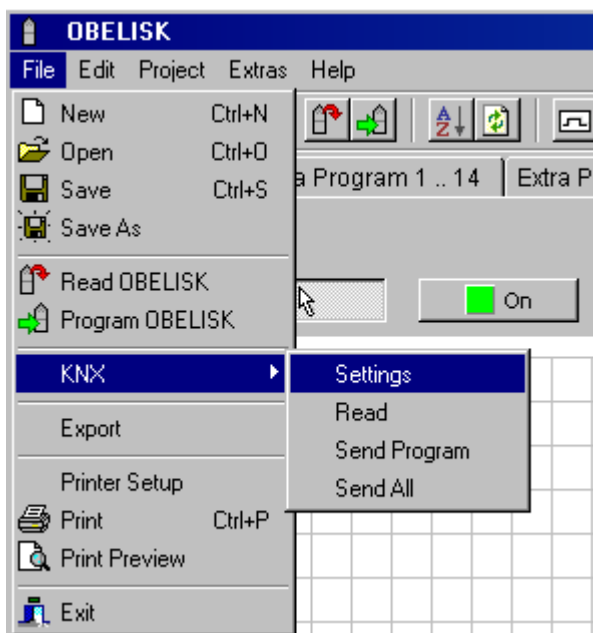 OBELISK
File Edit Project Extras Help
New Ctrl+N
Open Ctrl+O
Save Ctrl+S
a Program 1 .. 14 Extra P
Save As
Read OBELISK
On
Program OBELISK
KNX Settings
Read
Export
Send Program
Printer Setup
Send All
Print Ctrl+P
Print Preview
Exit